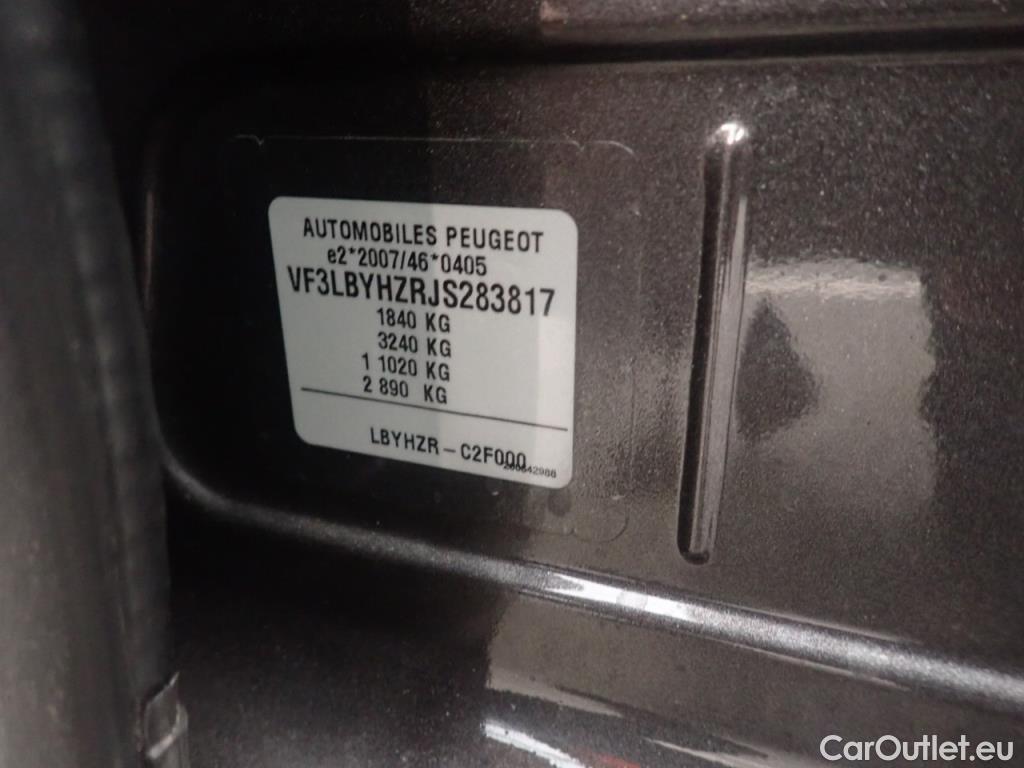 AUTOMOBILES PEUGEOT
e2*2007/46*0405
VF3LBYHZRJS283817
1840 KG
3240 KG
1 1020 KG
2 890 KG
LBYHZR - C2F000
CarOutlet.eu